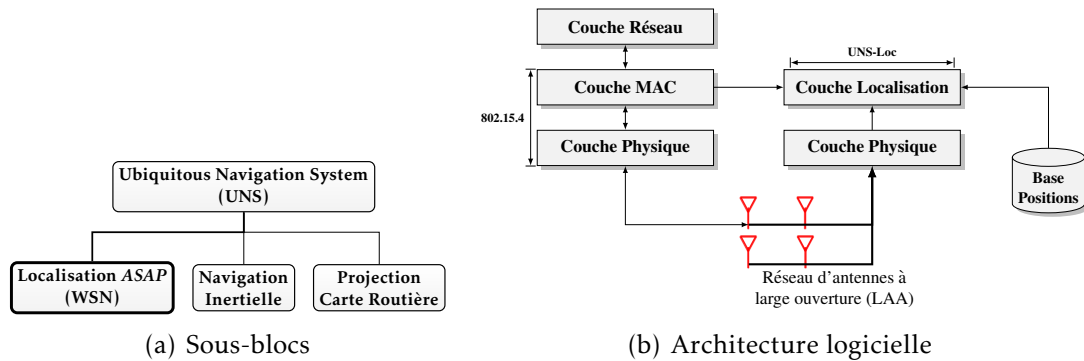 Ubiquitous Navigation System
(UNS)
Localisation ASAP
(WSN)
Navigation
Inertielle
Projection
Carte Routière
(a) Sous-blocs
Couche Réseau
UNS-Loc
Couche MAC
Couche Localisation
802.15.4
Couche Physique
Couche Physique
Base
Positions
Réseau d'antennes à
large ouverture (LAA)
(b) Architecture logicielle